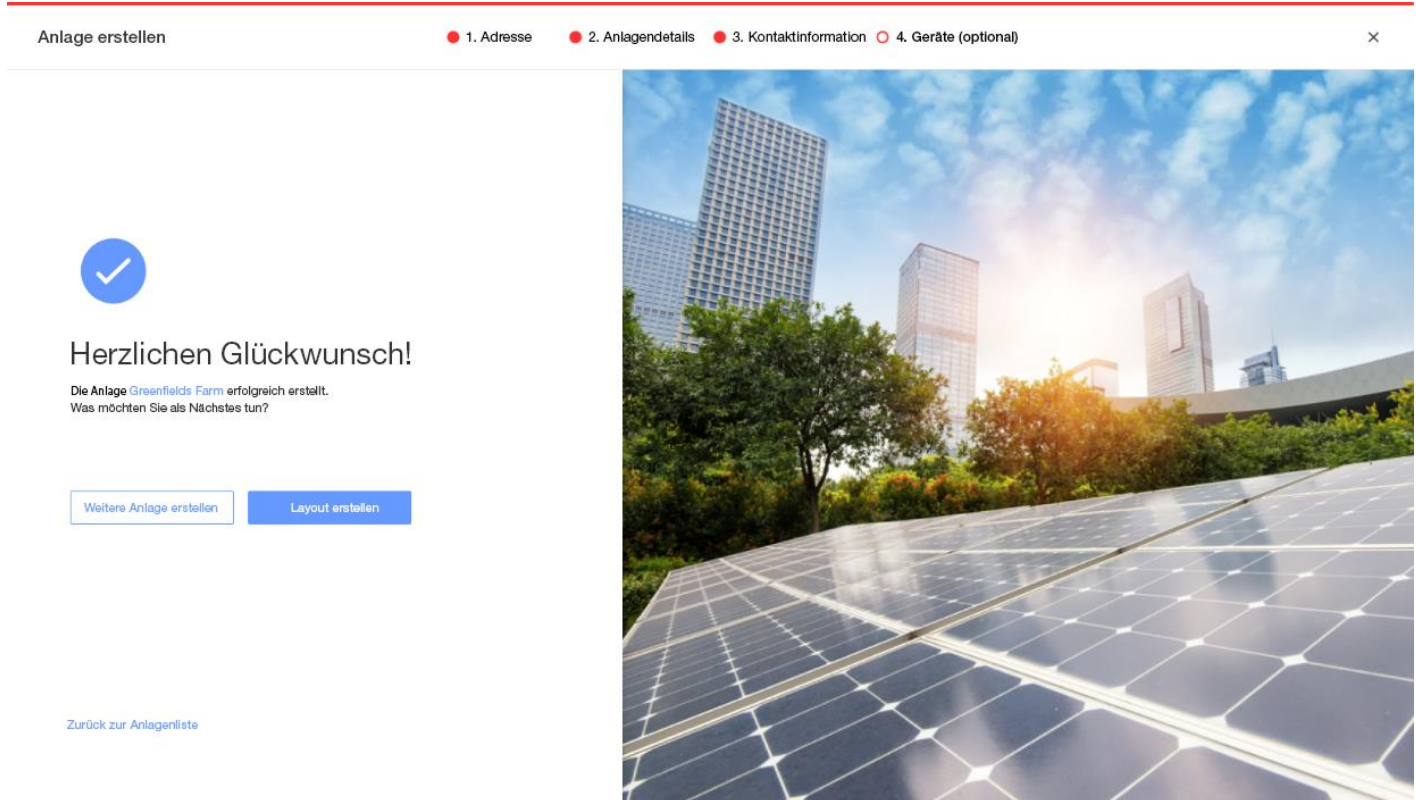 Anlage erstellen
1. Adresse
2. Anlagendetails
3. Kontaktinformation
4. Geräte (optional)
Herzlichen Glückwunsch!
Die Anlage Greenfields Farm erfolgreich erstellt.
Was möchten Sie als Nächstes tun?
Weitere Anlage erstellen
Layout erstellen
Zurück zur Anlagenliste